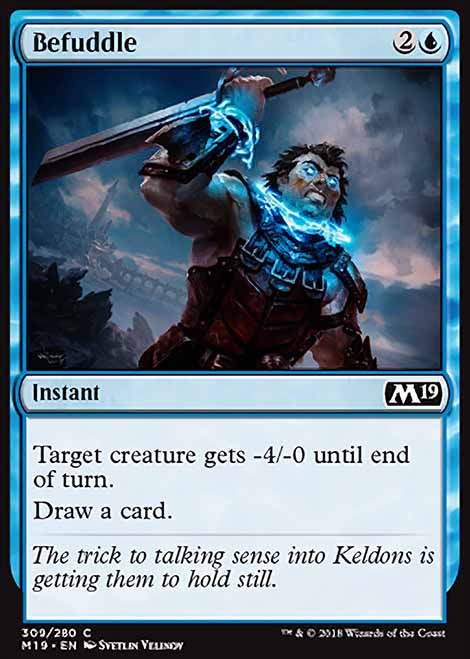 Befuddle 2
Instant M19
Target creature gets -4/-0 until end
of turn.
Draw a card.
The trick to talking sense into Keldons is
getting them to hold still.
309/280 C
M19 • EN Svetlin Velinov
™ & © 2018 Wizards of the Coast